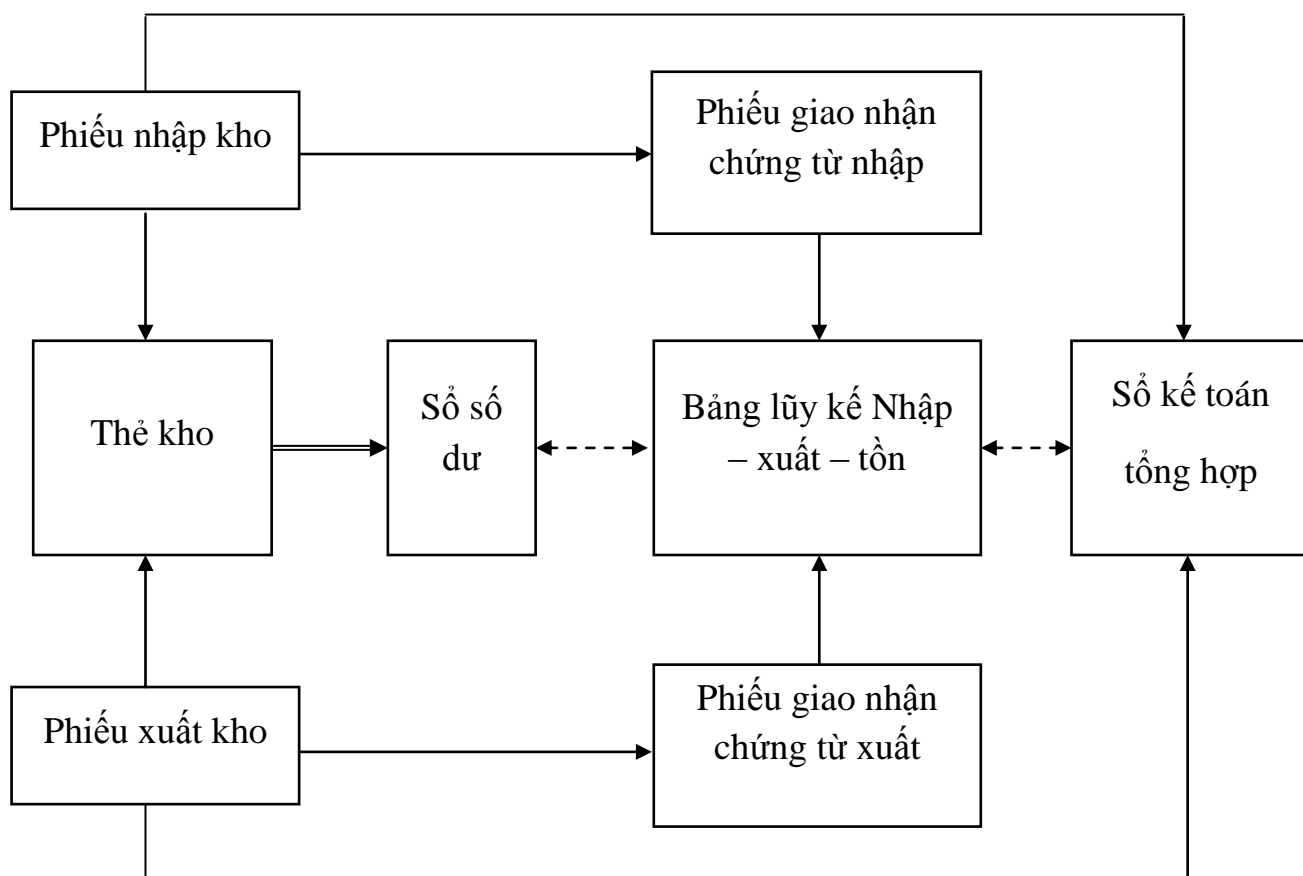 Phiếu nhập kho
Phiếu giao nhận
chứng từ nhập
Thẻ kho
Sổ số
dư
Bảng lũy kế Nhập
– xuất – tồn
Sổ kế toán
tổng hợp
Phiếu xuất kho
Phiếu giao nhận
chứng từ xuất